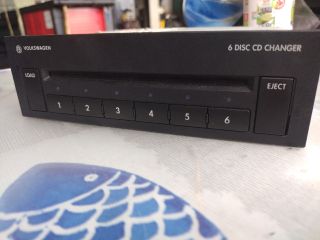 VOLKSWAGEN 6 DISC CD CHANGER
LOAD EJECT
1 2 3 4 5 6